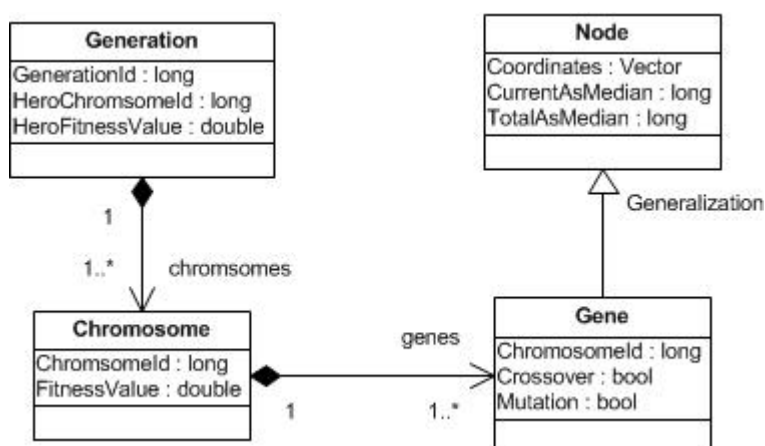 Generation
GenerationId : long
HeroChromsomeId : long
HeroFitnessValue : double
Node
Coordinates : Vector
CurrentAsMedian : long
TotalAsMedian : long
Generalization
1
1..*
chromsomes
Chromosome
ChromsomeId : long
FitnessValue : double
genes
1
1..*
Gene
ChromosomeId : long
Crossover : bool
Mutation : bool